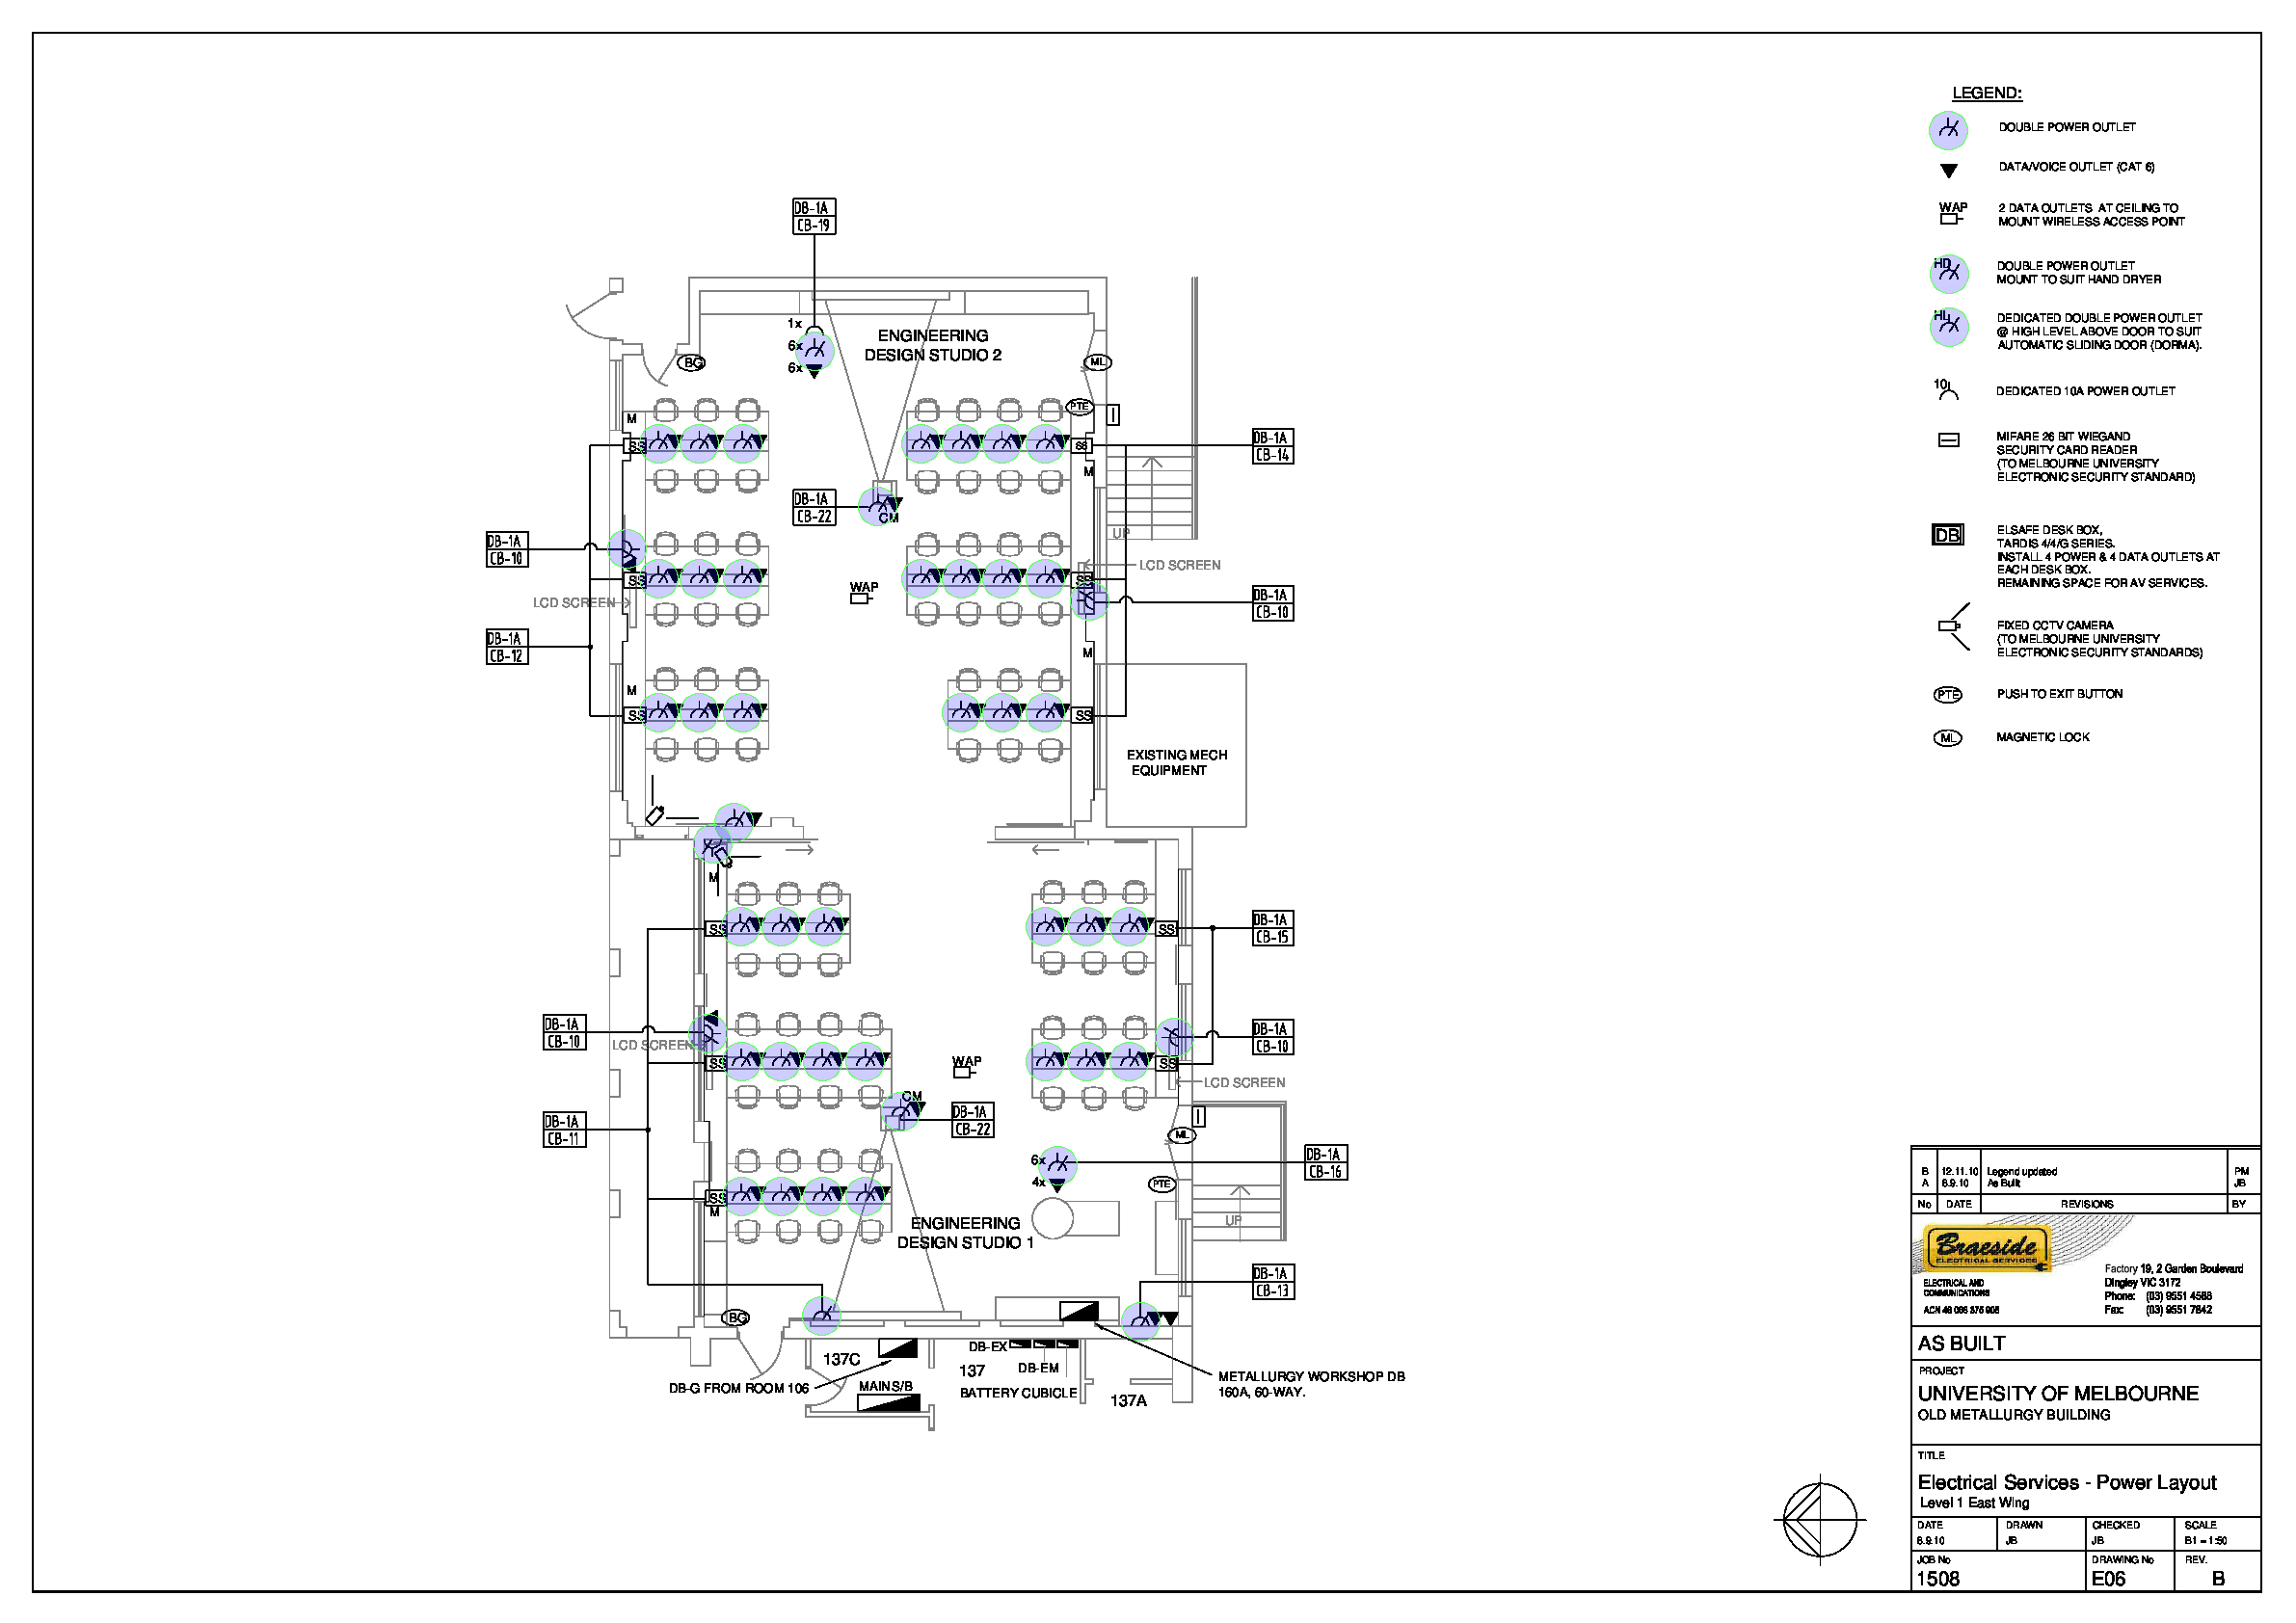 LEGEND:
DOUBLE POWER OUTLET
DATA/VOICE OUTLET (CAT 6)
WAP
2 DATA OUTLETS AT CEILING TO
MOUNT WIRELESS ACCESS POINT
HD
DOUBLE POWER OUTLET
MOUNT TO SUIT HAND DRYER
HL
DEDICATED DOUBLE POWER OUTLET
@ HIGH LEVEL ABOVE DOOR TO SUIT
AUTOMATIC SLIDING DOOR (DORMA).
10
DEDICATED 10A POWER OUTLET
MIFARE 26 BIT WIEGAND
SECURITY CARD READER
(TO MELBOURNE UNIVERSITY
ELECTRONIC SECURITY STANDARD)
DB
ELSAFE DESK BOX,
TARDIS 4/4/G SERIES.
INSTALL 4 POWER & 4 DATA OUTLETS AT
EACH DESK BOX.
REMAINING SPACE FOR AV SERVICES.
FIXED CCTV CAMERA
(TO MELBOURNE UNIVERSITY
ELECTRONIC SECURITY STANDARDS)
PTE
PUSH TO EXIT BUTTON
ML
MAGNETIC LOCK
DB-1A
CB-19
1x
6x
6x
ENGINEERING
DESIGN STUDIO 2
BG
ML
PTE
M
SS
SS
DB-1A
CB-14
M
DB-1A
CB-22
CM
UP
DB-1A
CB-10
LCD SCREEN
SS
SS
WAP
DB-1A
CB-10
LCD SCREEN
DB-1A
CB-12
M
M
SS
SS
EXISTING MECH
EQUIPMENT
M
SS
SS
DB-1A
CB-15
DB-1A
CB-10
LCD SCREEN
DB-1A
CB-10
SS
SS
WAP
LCD SCREEN
CM
DB-1A
CB-22
DB-1A
CB-11
ML
6x
4x
DB-1A
CB-16
PTE
SS
M
UP
ENGINEERING
DESIGN STUDIO 1
DB-1A
CB-13
BG
137C
DB-EX
137
DB-EM
DB-G FROM ROOM 106
MAIN S/B
BATTERY CUBICLE
137A
METALLURGY WORKSHOP DB
160A, 60-WAY.
B 12.11.10 Legend updated PM
A 8.9.10 As Built JB
No DATE REVISIONS BY
Braeside
ELECTRICAL SERVICES
ELECTRICAL AND
COMMUNICATIONS
Factory 19, 2 Garden Boulevard
Dingley VIC 3172
Phone: (03) 9551 4588
Fax: (03) 9551 7842
AS BUILT
PROJECT
UNIVERSITY OF MELBOURNE
OLD METALLURGY BUILDING
TITLE
Electrical Services - Power Layout
Level 1 East Wing
DATE DRAWN CHECKED SCALE
8.9.10 JB JB B1 = 1:50
JOB No DRAWING No REV.
1508 E06 B